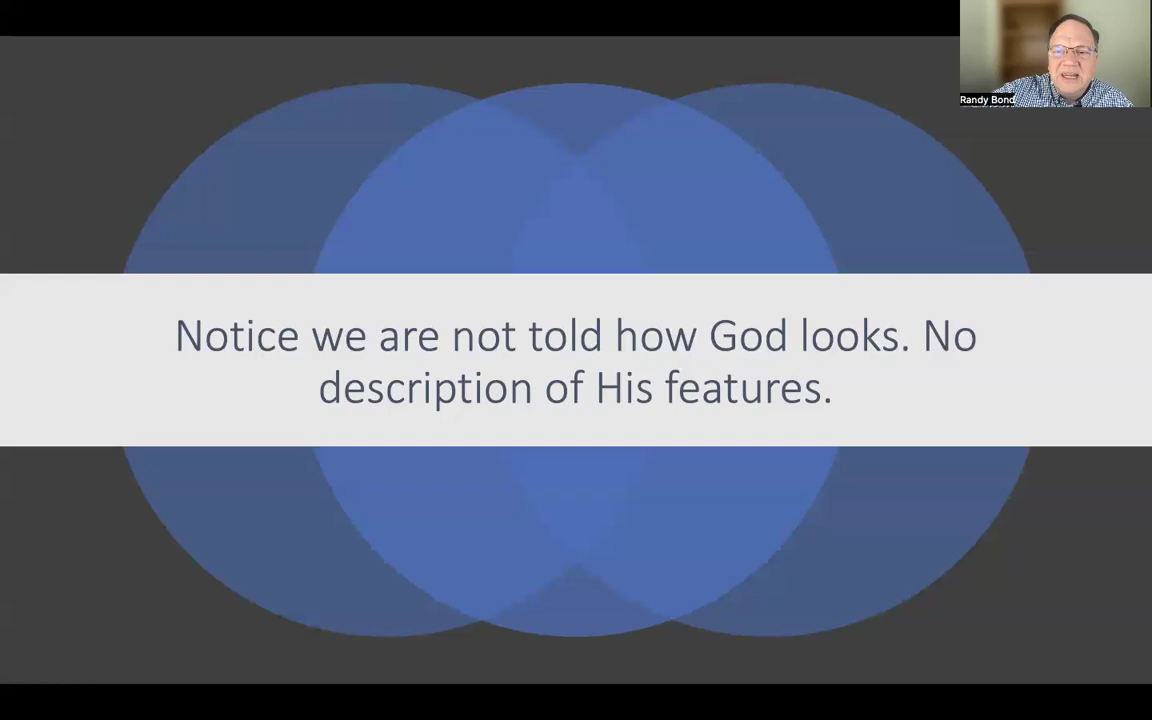 Randy Bond
Notice we are not told how God looks. No
description of His features.